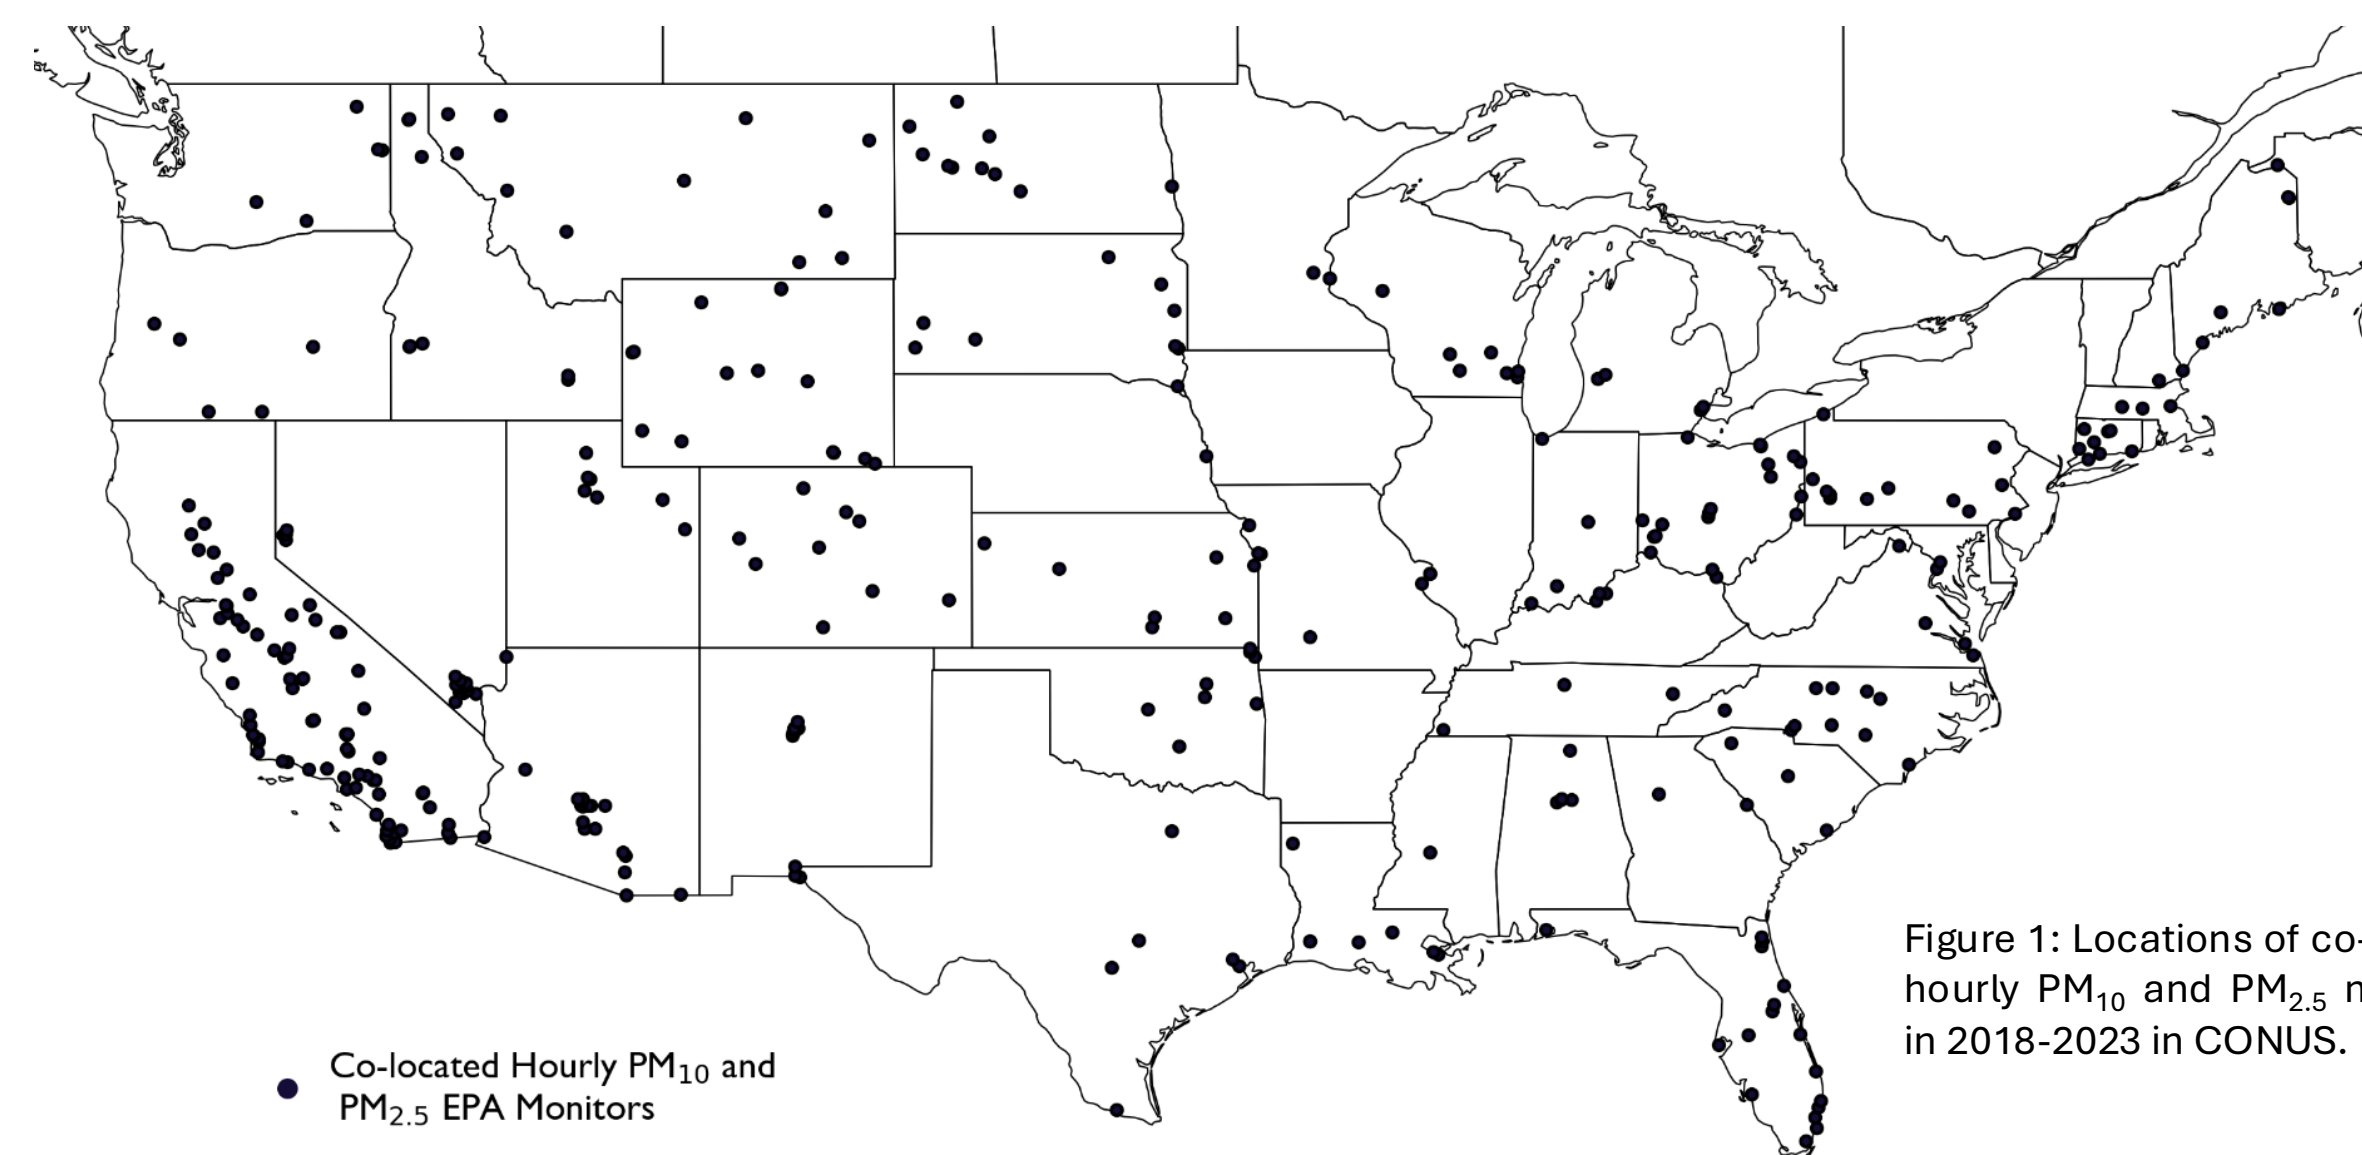 Figure 1: Locations of co-
hourly PM₁₀ and PM₂.₅
in 2018-2023 in CONUS.
Co-located Hourly PM₁₀ and
PM₂.₅ EPA Monitors